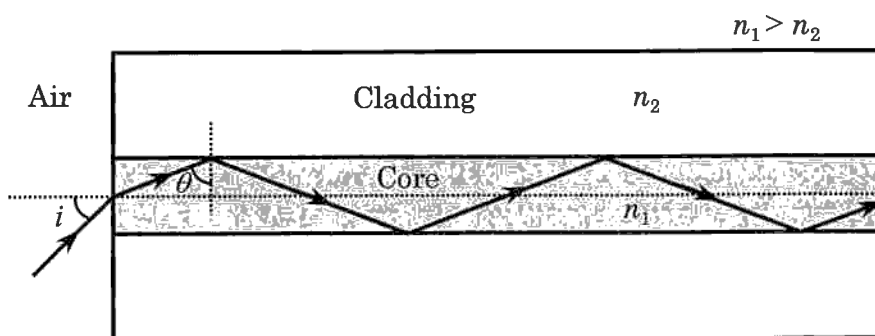 n₁ > n₂
Air
Cladding
n₂
θ
Core
i
n₁